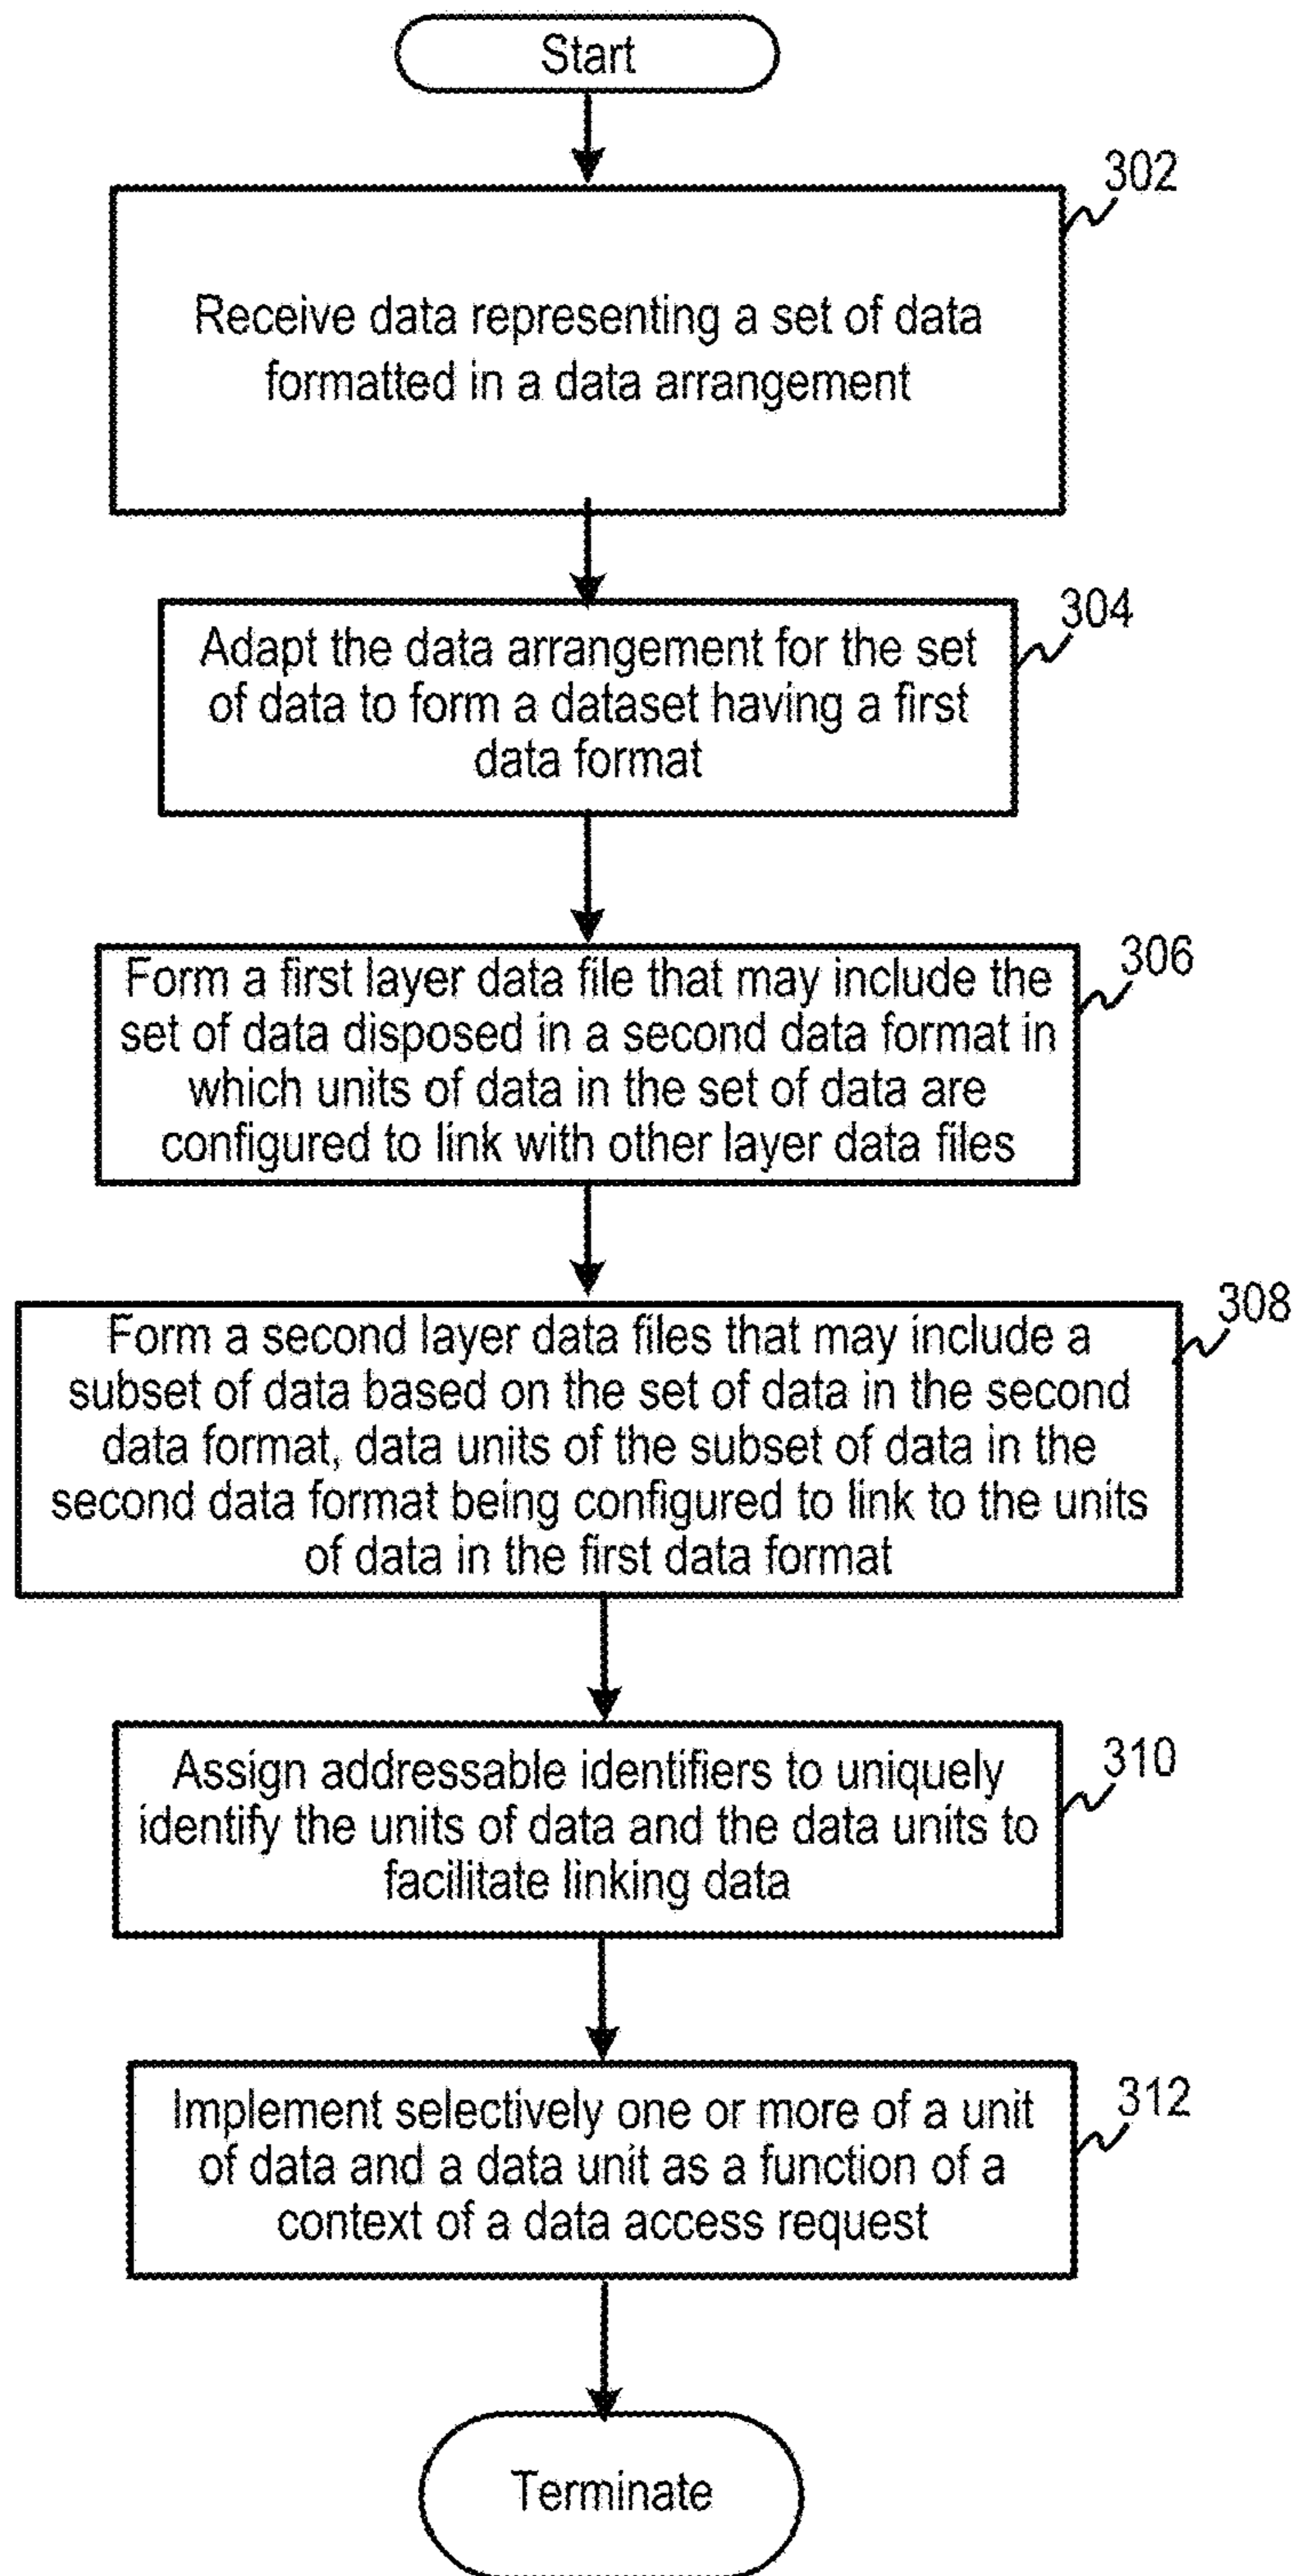 Start
302
Receive data representing a set of data
formatted in a data arrangement
304
Adapt the data arrangement for the set
of data to form a dataset having a first
data format
306
Form a first layer data file that may include the
set of data disposed in a second data format in
which units of data in the set of data are
configured to link with other layer data files
308
Form a second layer data files that may include a
subset of data based on the set of data in the second
data format, data units of the subset of data in the
second data format being configured to link to the units
of data in the first data format
310
Assign addressable identifiers to uniquely
identify the units of data and the data units to
facilitate linking data
312
Implement selectively one or more of a unit
of data and a data unit as a function of a
context of a data access request
Terminate